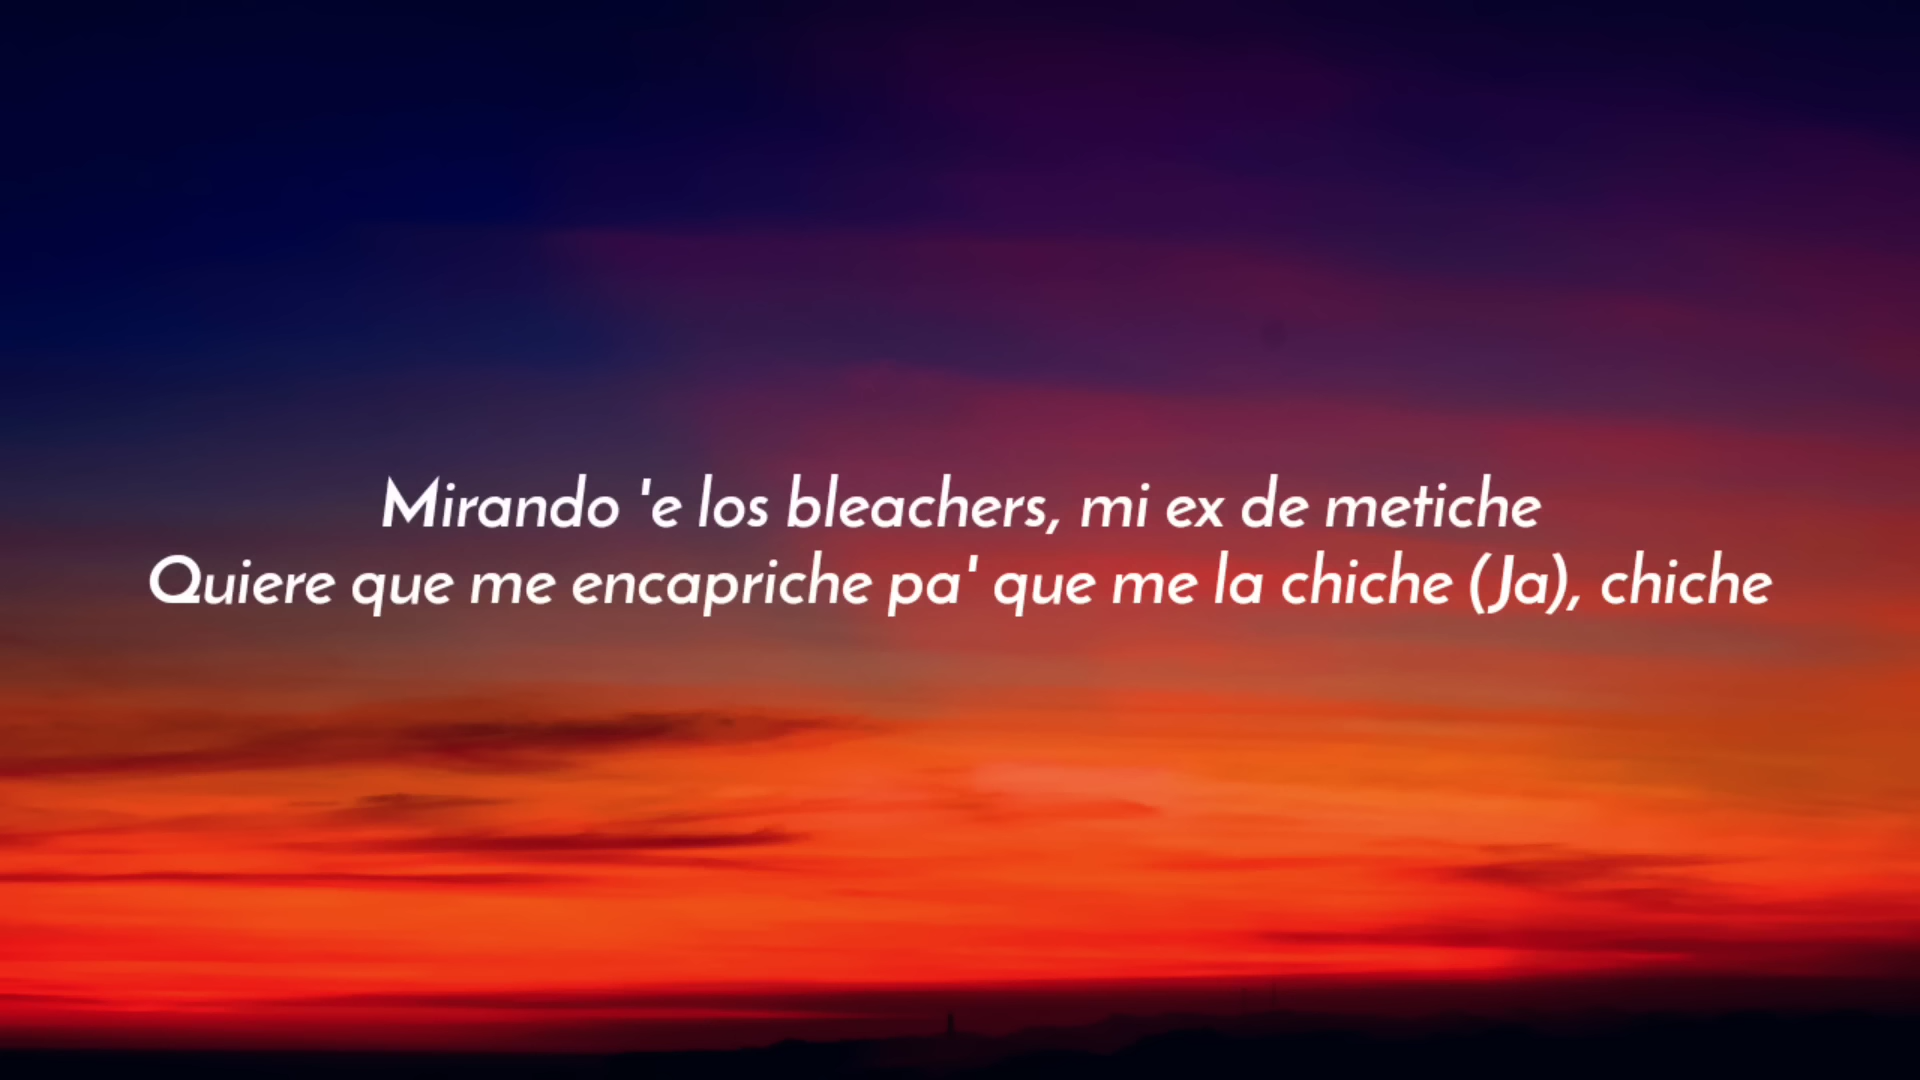 Mirando 'e los bleachers, mi ex de metiche
Quiere que me encapriche pa' que me la chiche (Ja), chiche